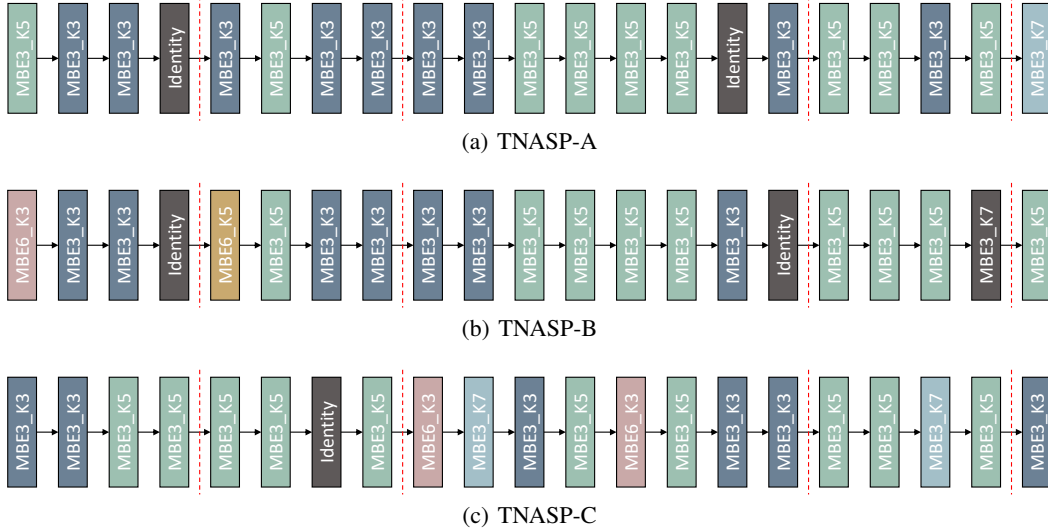 MBE3_K5 MBE3_K3 MBE3_K3 Identity MBE3_K3 MBE3_K5 MBE3_K3 MBE3_K3 MBE3_K3 MBE3_K3 MBE3_K5 MBE3_K5 MBE3_K5 MBE3_K5 Identity MBE3_K3 MBE3_K5 MBE3_K5 MBE3_K3 MBE3_K5 MBE3_K7
(a) TNASP-A
MBE6_K3 MBE3_K3 MBE3_K3 Identity MBE6_K5 MBE3_K5 MBE3_K3 MBE3_K3 MBE3_K3 MBE3_K3 MBE3_K5 MBE3_K5 MBE3_K5 MBE3_K5 MBE3_K3 Identity MBE3_K5 MBE3_K5 MBE3_K5 MBE3_K7 MBE3_K5
(b) TNASP-B
MBE3_K3 MBE3_K3 MBE3_K5 MBE3_K5 MBE3_K5 MBE3_K5 Identity MBE3_K5 MBE6_K3 MBE3_K7 MBE3_K3 MBE3_K5 MBE6_K3 MBE3_K5 MBE3_K3 MBE3_K3 MBE3_K5 MBE3_K5 MBE3_K7 MBE3_K5 MBE3_K3
(c) TNASP-C